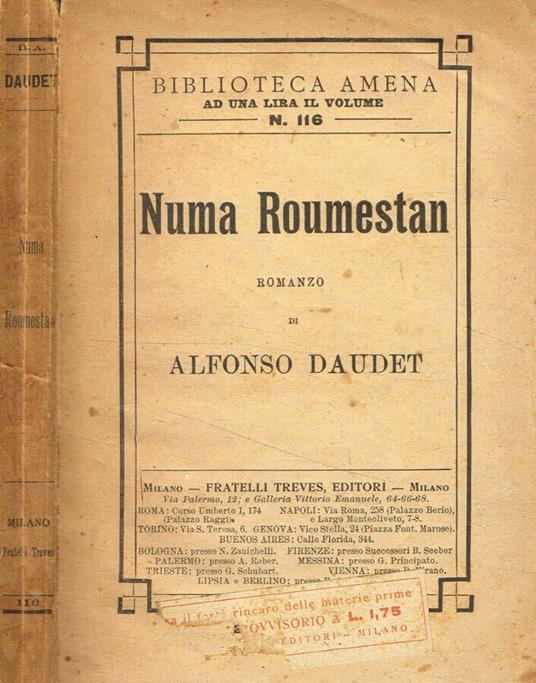 B. A.
DAUDET
Numa
Roumestan
MILANO
Fratelli Treves
116
BIBLIOTECA AMENA
AD UNA LIRA IL VOLUME
N. 116
Numa Roumestan
ROMANZO
DI
ALFONSO DAUDET
MILANO — FRATELLI TREVES, EDITORI — MILANO
Via Palermo, 12; e Galleria Vittorio Emanuele, 64-66-68.
ROMA: Corso Umberto I, 174 NAPOLI: Via Roma, 258 (Palazzo Berio),
(Palazzo Raggi). e Largo Monteoliveto, 7-8.
TORINO: Via S. Teresa, 6. GENOVA: Vico Stella, 24 (Piazza Font. Marose).
BUENOS AIRES: Calle Florida, 344.
BOLOGNA: presso N. Zanichelli. FIRENZE: presso Successori B. Seeber
PALERMO: presso A. Reber. MESSINA: presso G. Principato.
TRIESTE: presso G. Schubart. VIENNA: presso
LIPSIA e BERLINO: presso
il forte rincaro delle materie prime
PROVVISORIO A L. 1,75
EDITORI - MILANO